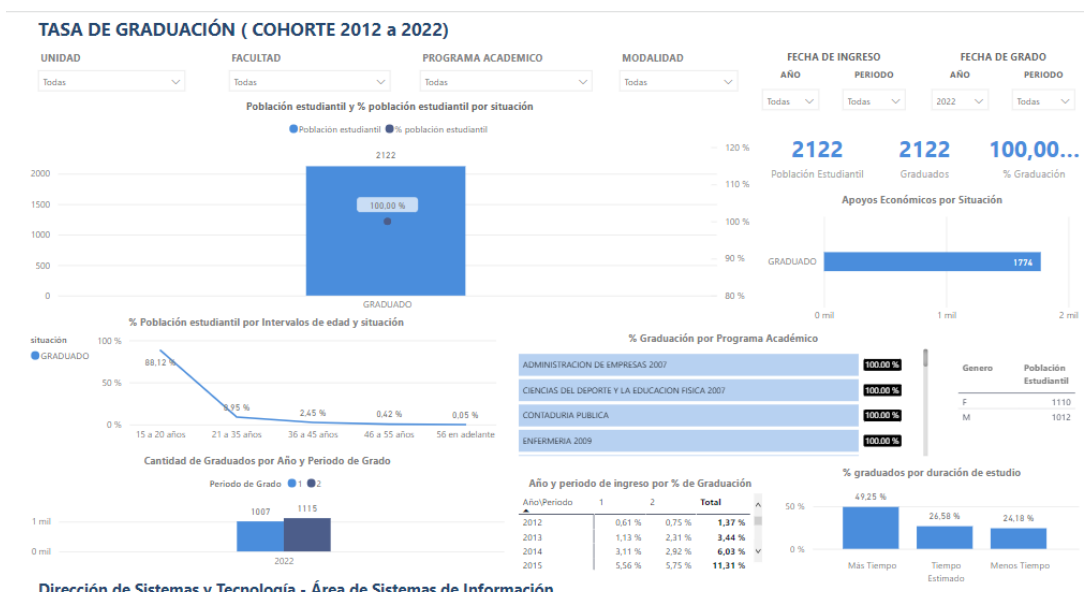 TASA DE GRADUACIÓN ( COHORTE 2012 a 2022)
UNIDAD
FACULTAD
PROGRAMA ACADEMICO
MODALIDAD
FECHA DE INGRESO
FECHA DE GRADO
AÑO
PERIODO
AÑO
PERIODO
Todas
Todas
Todas
Todas
Todas
Todas
2022
Todas
Población estudiantil y % población estudiantil por situación
Población estudiantil
% población estudiantil
2122
2000
1500
1000
500
0
100,00 %
120 %
110 %
100 %
90 %
80 %
GRADUADO
2122
2122
100,00...
Población Estudiantil
Graduados
% Graduación
Apoyos Económicos por Situación
GRADUADO
1774
0 mil
1 mil
2 mil
% Población estudiantil por Intervalos de edad y situación
situación
GRADUADO
100 %
50 %
0 %
88,12 %
2,45 %
0,42 %
0,05 %
15 a 20 años
21 a 35 años
36 a 45 años
46 a 55 años
56 en adelante
% Graduación por Programa Académico
ADMINISTRACION DE EMPRESAS 2007
100.00 %
CIENCIAS DEL DEPORTE Y LA EDUCACION FISICA 2007
100.00 %
CONTADURIA PUBLICA
100.00 %
ENFERMERIA 2009
100.00 %
Genero
Población Estudiantil
F
1110
M
1012
Cantidad de Graduados por Año y Periodo de Grado
Periodo de Grado
1
2
1 mil
0 mil
1007
1115
2022
Año y periodo de ingreso por % de Graduación
Año\Periodo 1 2 Total
2012 0,61 % 0,75 % 1,37 %
2013 1,13 % 2,31 % 3,44 %
2014 3,11 % 2,92 % 6,03 %
2015 5,56 % 5,75 % 11,31 %
% graduados por duración de estudio
50 %
0 %
49,25 %
26,58 %
24,18 %
Más Tiempo
Tiempo Estimado
Menos Tiempo
Dirección de Sistemas y Tecnología - Área de Sistemas de Información